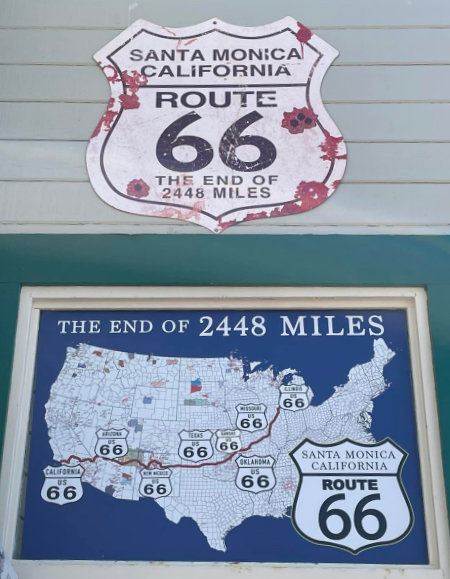 SANTA MONICA
CALIFORNIA
ROUTE
66
THE END OF
2448 MILES
THE END OF 2448 MILES
ILLINOIS
US
66
MISSOURI
US
66
KANSAS
US
66
TEXAS
US
66
ARIZONA
US
66
OKLAHOMA
US
66
NEW MEXICO
US
66
CALIFORNIA
US
66
SANTA MONICA
CALIFORNIA
ROUTE
66